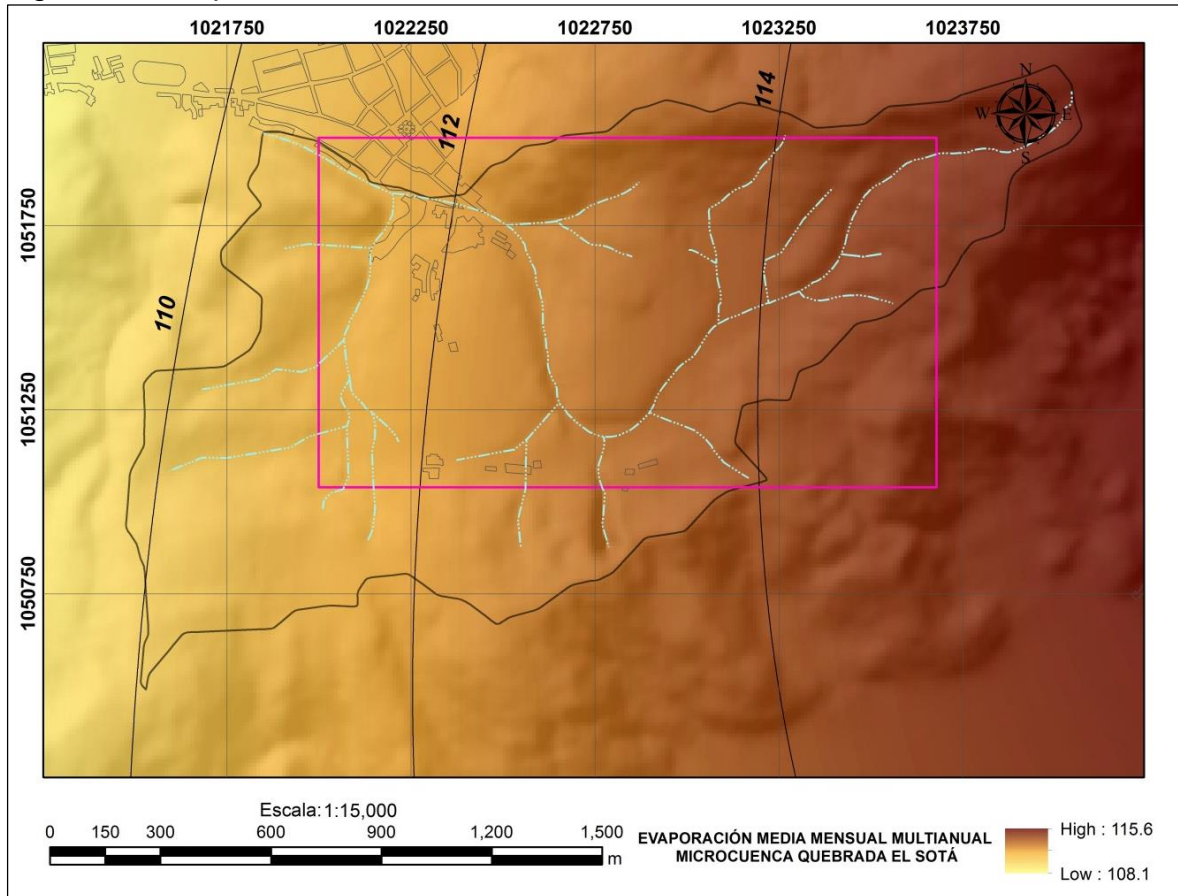 1021750 1022250 1022750 1023250 1023750
114
N
W E
S
112
1051750
110
1051250
1050750
Escala: 1:15,000
0 150 300 600 900 1,200 1,500
m
EVAPORACIÓN MEDIA MENSUAL MULTIANUAL
MICROCUENCA QUEBRADA EL SOTÁ
High : 115.6
Low : 108.1